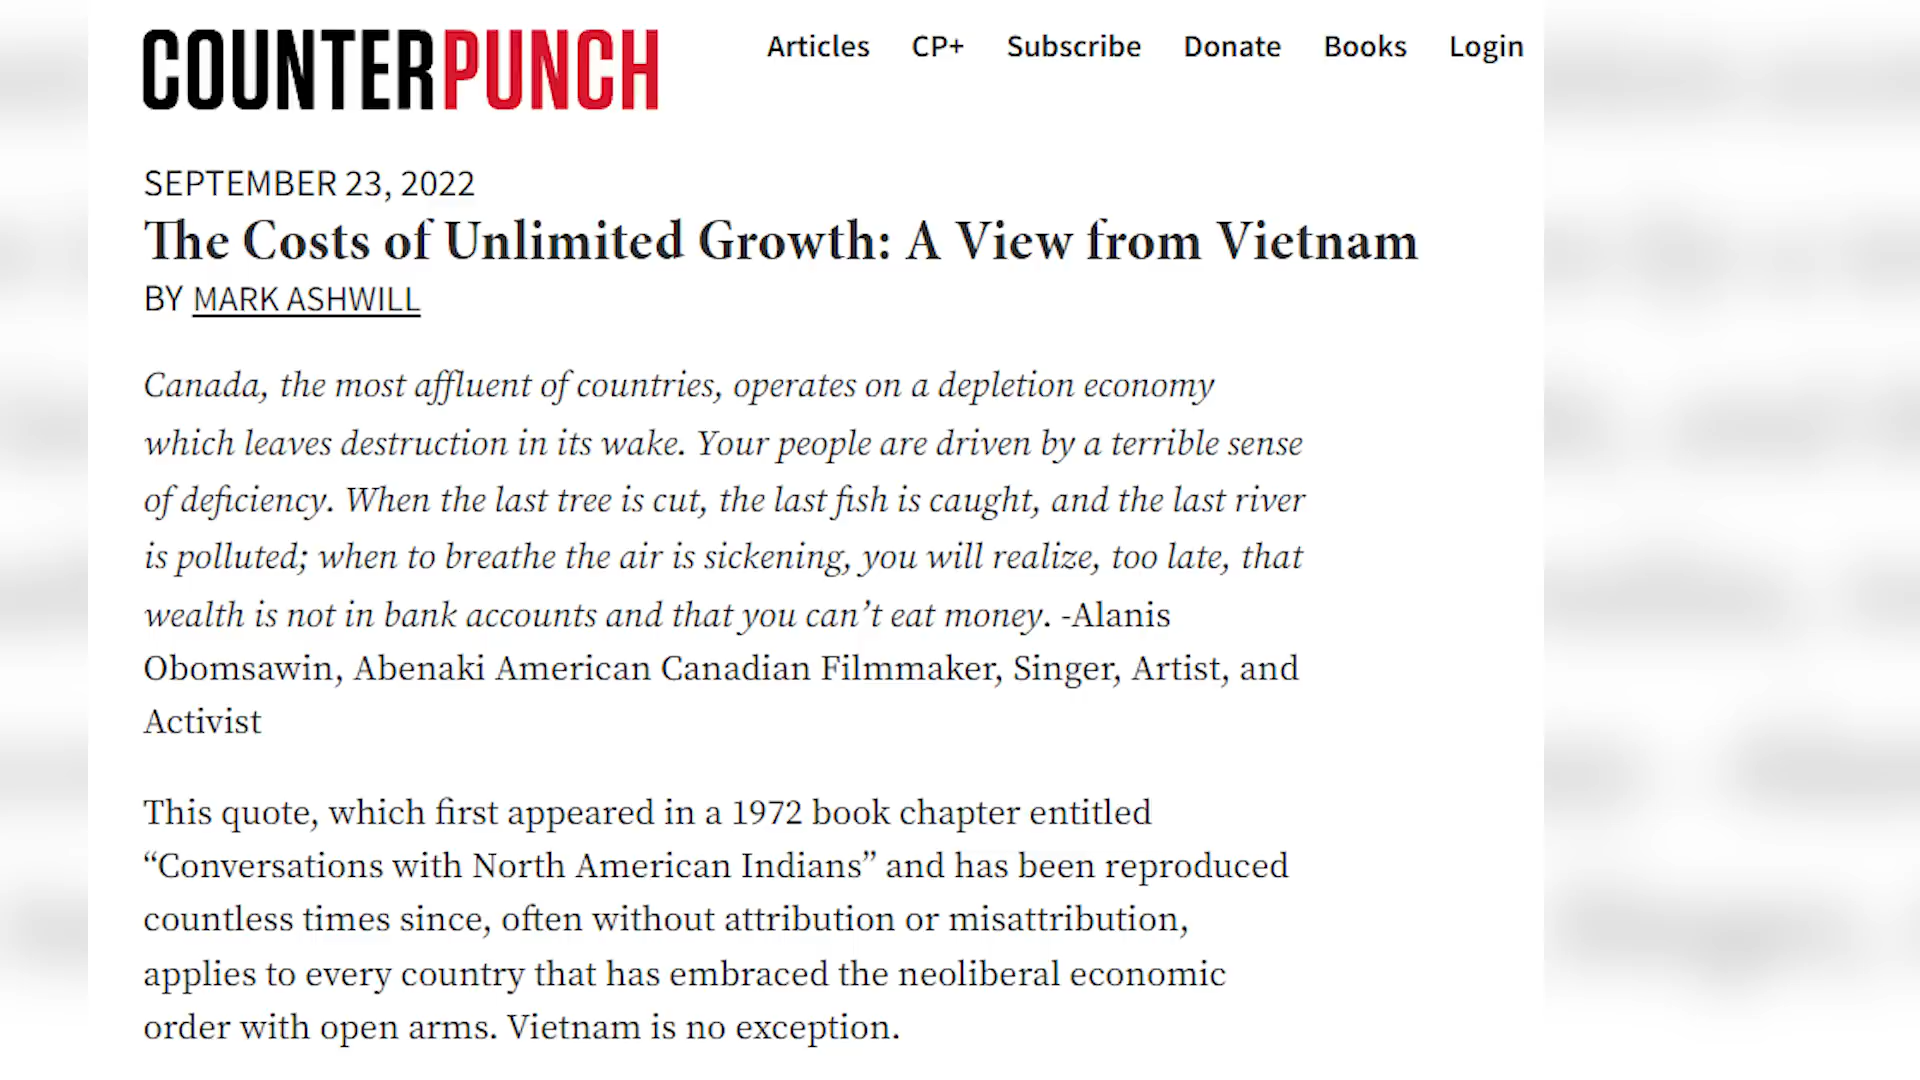 COUNTERPUNCH
Articles CP+ Subscribe Donate Books Login
SEPTEMBER 23, 2022
The Costs of Unlimited Growth: A View from Vietnam
BY MARK ASHWILL
Canada, the most affluent of countries, operates on a depletion economy
which leaves destruction in its wake. Your people are driven by a terrible sense
of deficiency. When the last tree is cut, the last fish is caught, and the last river
is polluted; when to breathe the air is sickening, you will realize, too late, that
wealth is not in bank accounts and that you can’t eat money. -Alanis
Obomsawin, Abenaki American Canadian Filmmaker, Singer, Artist, and
Activist
This quote, which first appeared in a 1972 book chapter entitled
“Conversations with North American Indians” and has been reproduced
countless times since, often without attribution or misattribution,
applies to every country that has embraced the neoliberal economic
order with open arms. Vietnam is no exception.